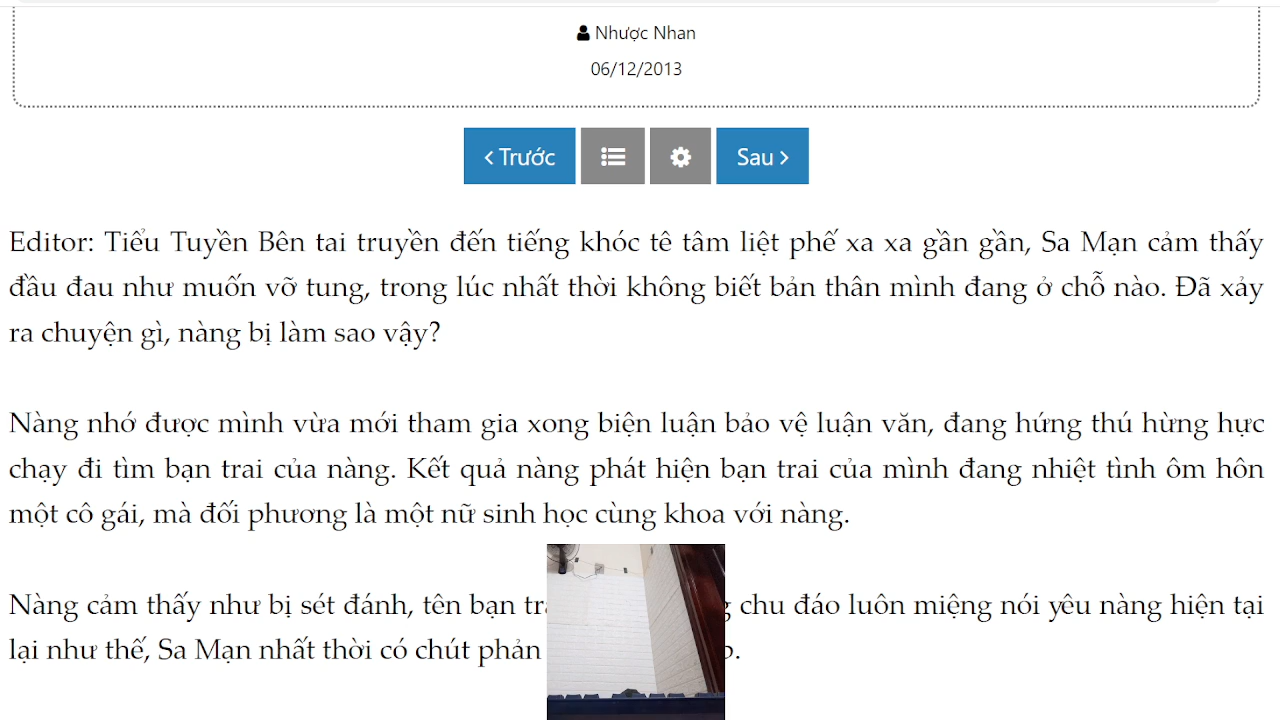 Nhược Nhan
06/12/2013
Trước
Sau
Editor: Tiểu Tuyền Bên tai truyền đến tiếng khóc tê tâm liệt phế xa xa gần gần, Sa Mạn cảm thấy
đầu đau như muốn vỡ tung, trong lúc nhất thời không biết bản thân mình đang ở chỗ nào. Đã xảy
ra chuyện gì, nàng bị làm sao vậy?
Nàng nhớ được mình vừa mới tham gia xong biện luận bảo vệ luận văn, đang hứng thú hừng hực
chạy đi tìm bạn trai của nàng. Kết quả nàng phát hiện bạn trai của mình đang nhiệt tình ôm hôn
một cô gái, mà đối phương là một nữ sinh học cùng khoa với nàng.
Nàng cảm thấy như bị sét đánh, tên bạn chu đáo luôn miệng nói yêu nàng hiện tại
lại như thế, Sa Mạn nhất thời có chút phản